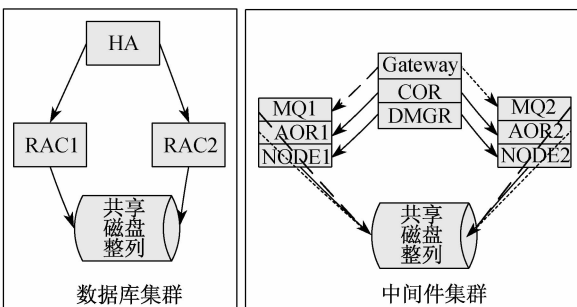 HA
RAC1
RAC2
共享
磁盘
整列
数据库集群
Gateway
COR
DMGR
MQ1
AOR1
NODE1
MQ2
AOR2
NODE2
共享
磁盘
整列
中间件集群